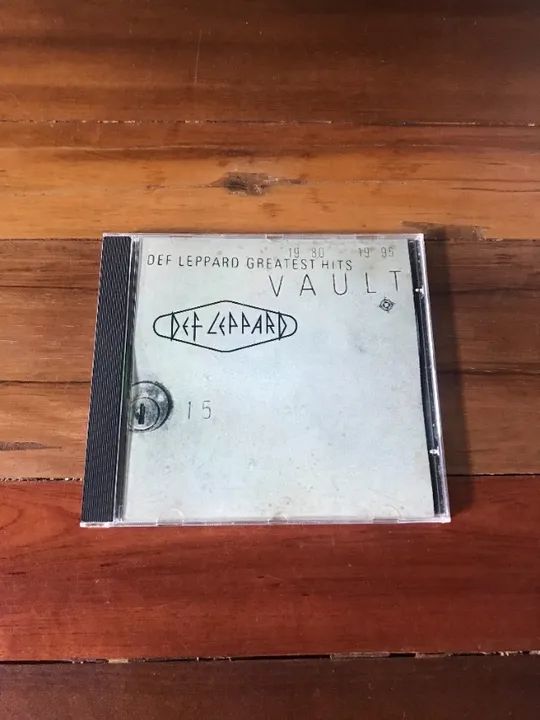 19 80 19 95
DEF LEPPARD GREATEST HITS
VAULT
DEF LEPPARD
15